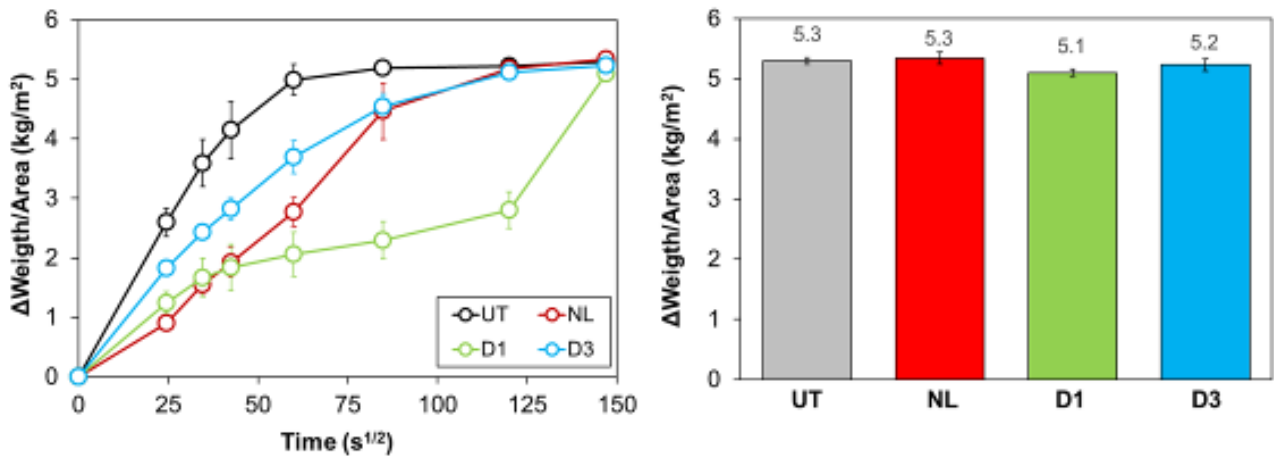 ΔWeigth/Area (kg/m²)
6
5
4
3
2
1
0
0 25 50 75 100 125 150
Time (s^1/2)
UT NL
D1 D3
ΔWeigth/Area (kg/m²)
6
5
4
3
2
1
0
5.3 5.3 5.1 5.2
UT NL D1 D3